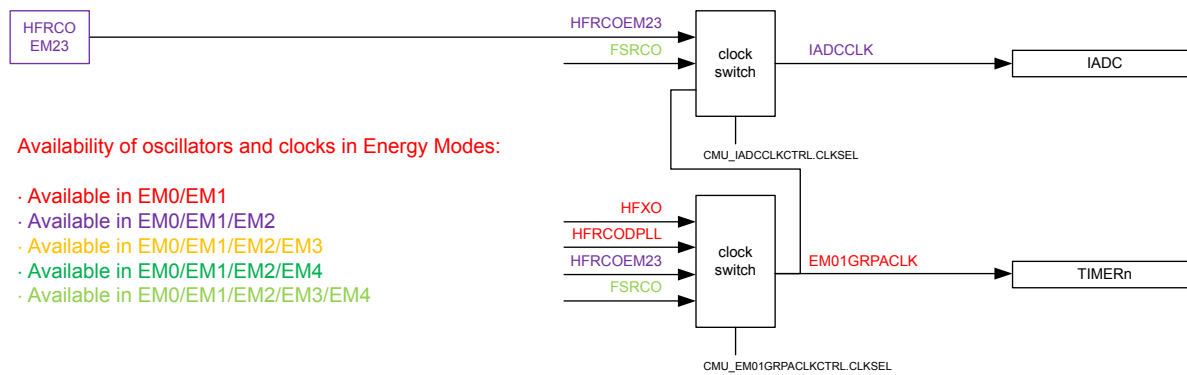 HFRCO
EM23
HFRCOEM23
FSRCO
clock
switch
IADCCLK
IADC
CMU_IADCCLKCTRL.CLKSEL
Availability of oscillators and clocks in Energy Modes:
· Available in EM0/EM1
· Available in EM0/EM1/EM2
· Available in EM0/EM1/EM2/EM3
· Available in EM0/EM1/EM2/EM4
· Available in EM0/EM1/EM2/EM3/EM4
HFXO
HFRCODPLL
HFRCOEM23
FSRCO
clock
switch
EM01GRPACLK
TIMERn
CMU_EM01GRPACLKCTRL.CLKSEL